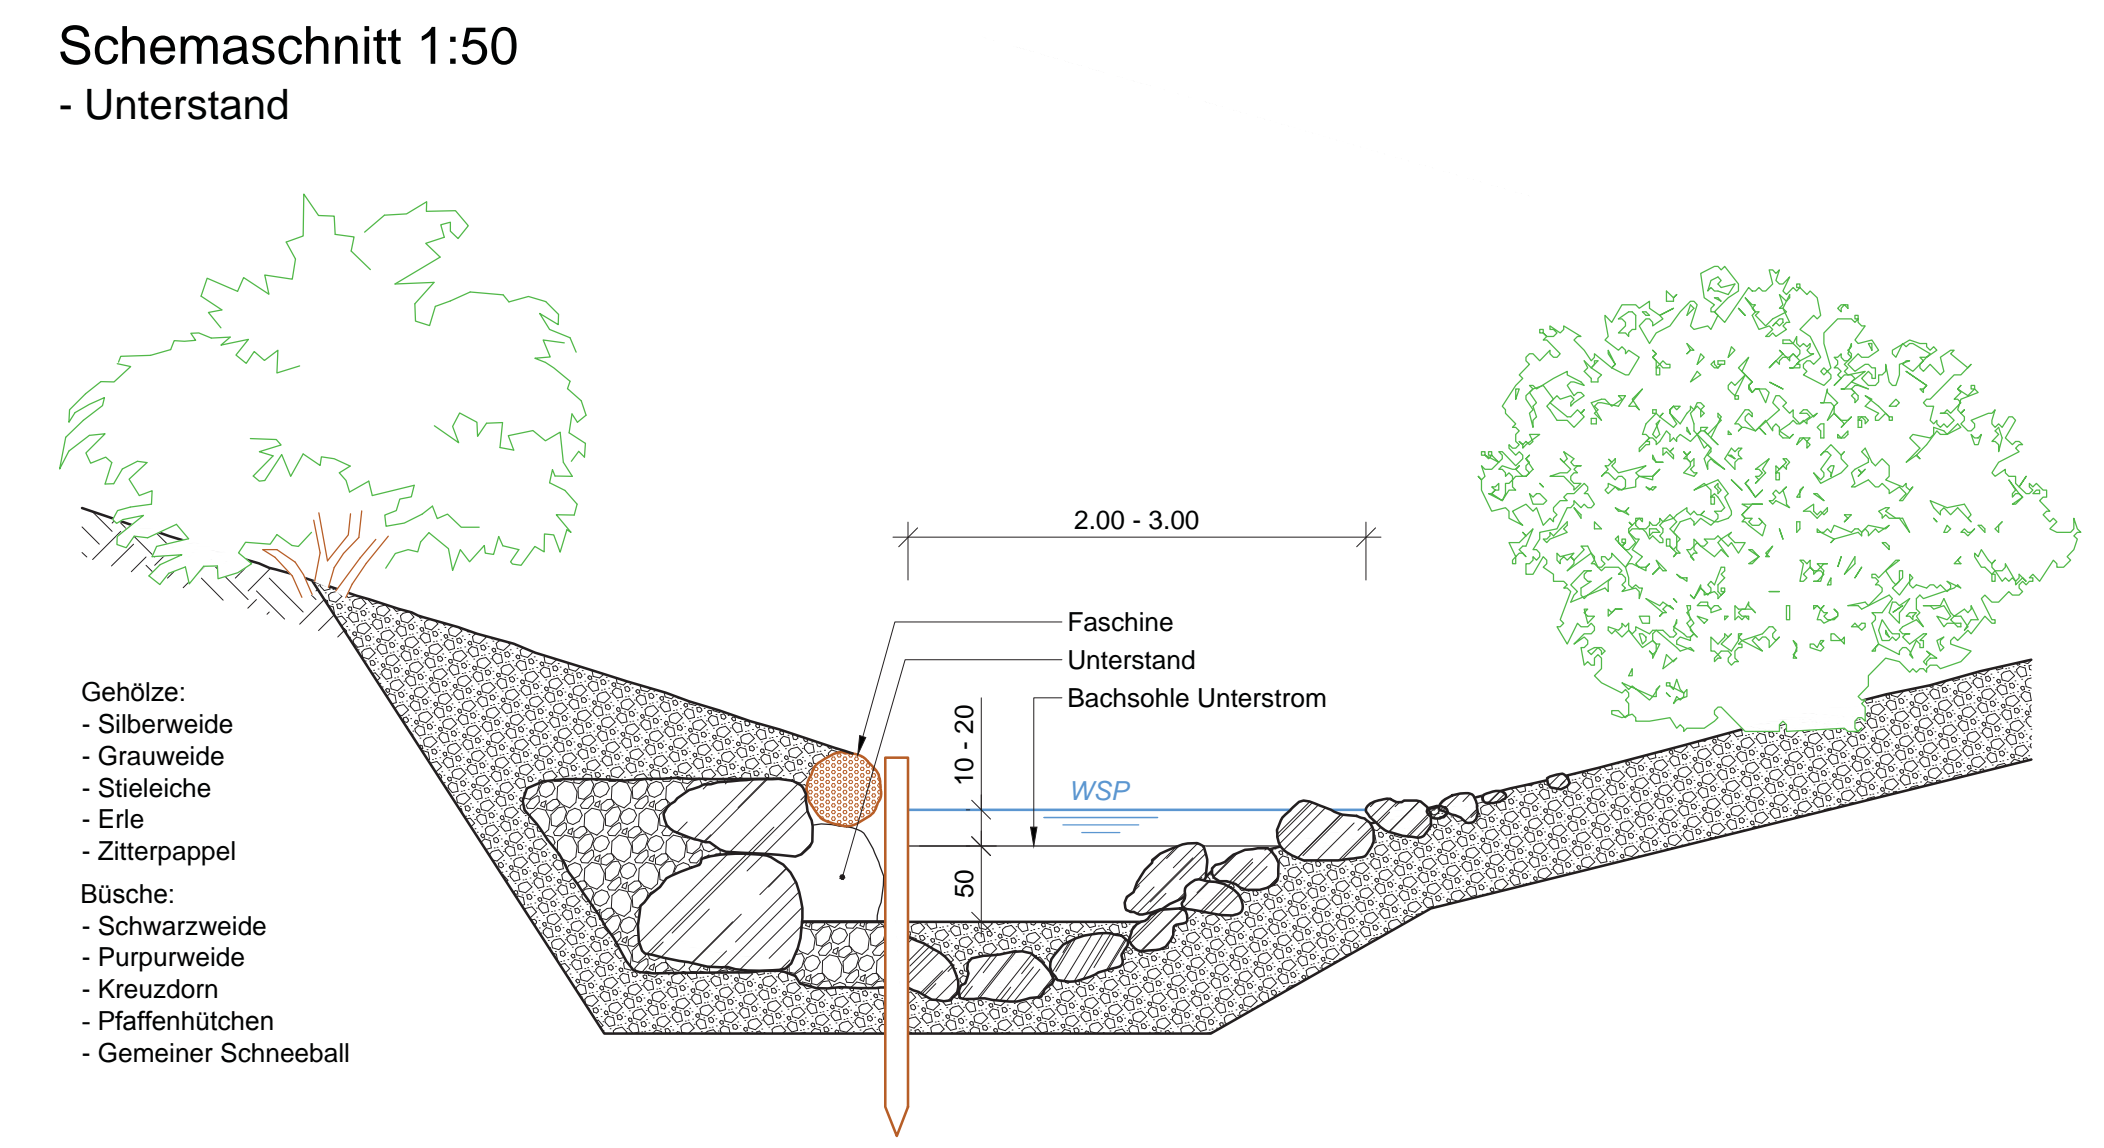 Schemaschnitt 1:50
- Unterstand
2.00 - 3.00
Faschine
Unterstand
Bachsohle Unterstrom
10 - 20
WSP
50
Gehölze:
- Silberweide
- Grauweide
- Stieleiche
- Erle
- Zitterpappel
Büsche:
- Schwarzweide
- Purpurweide
- Kreuzdorn
- Pfaffenhütchen
- Gemeiner Schneeball